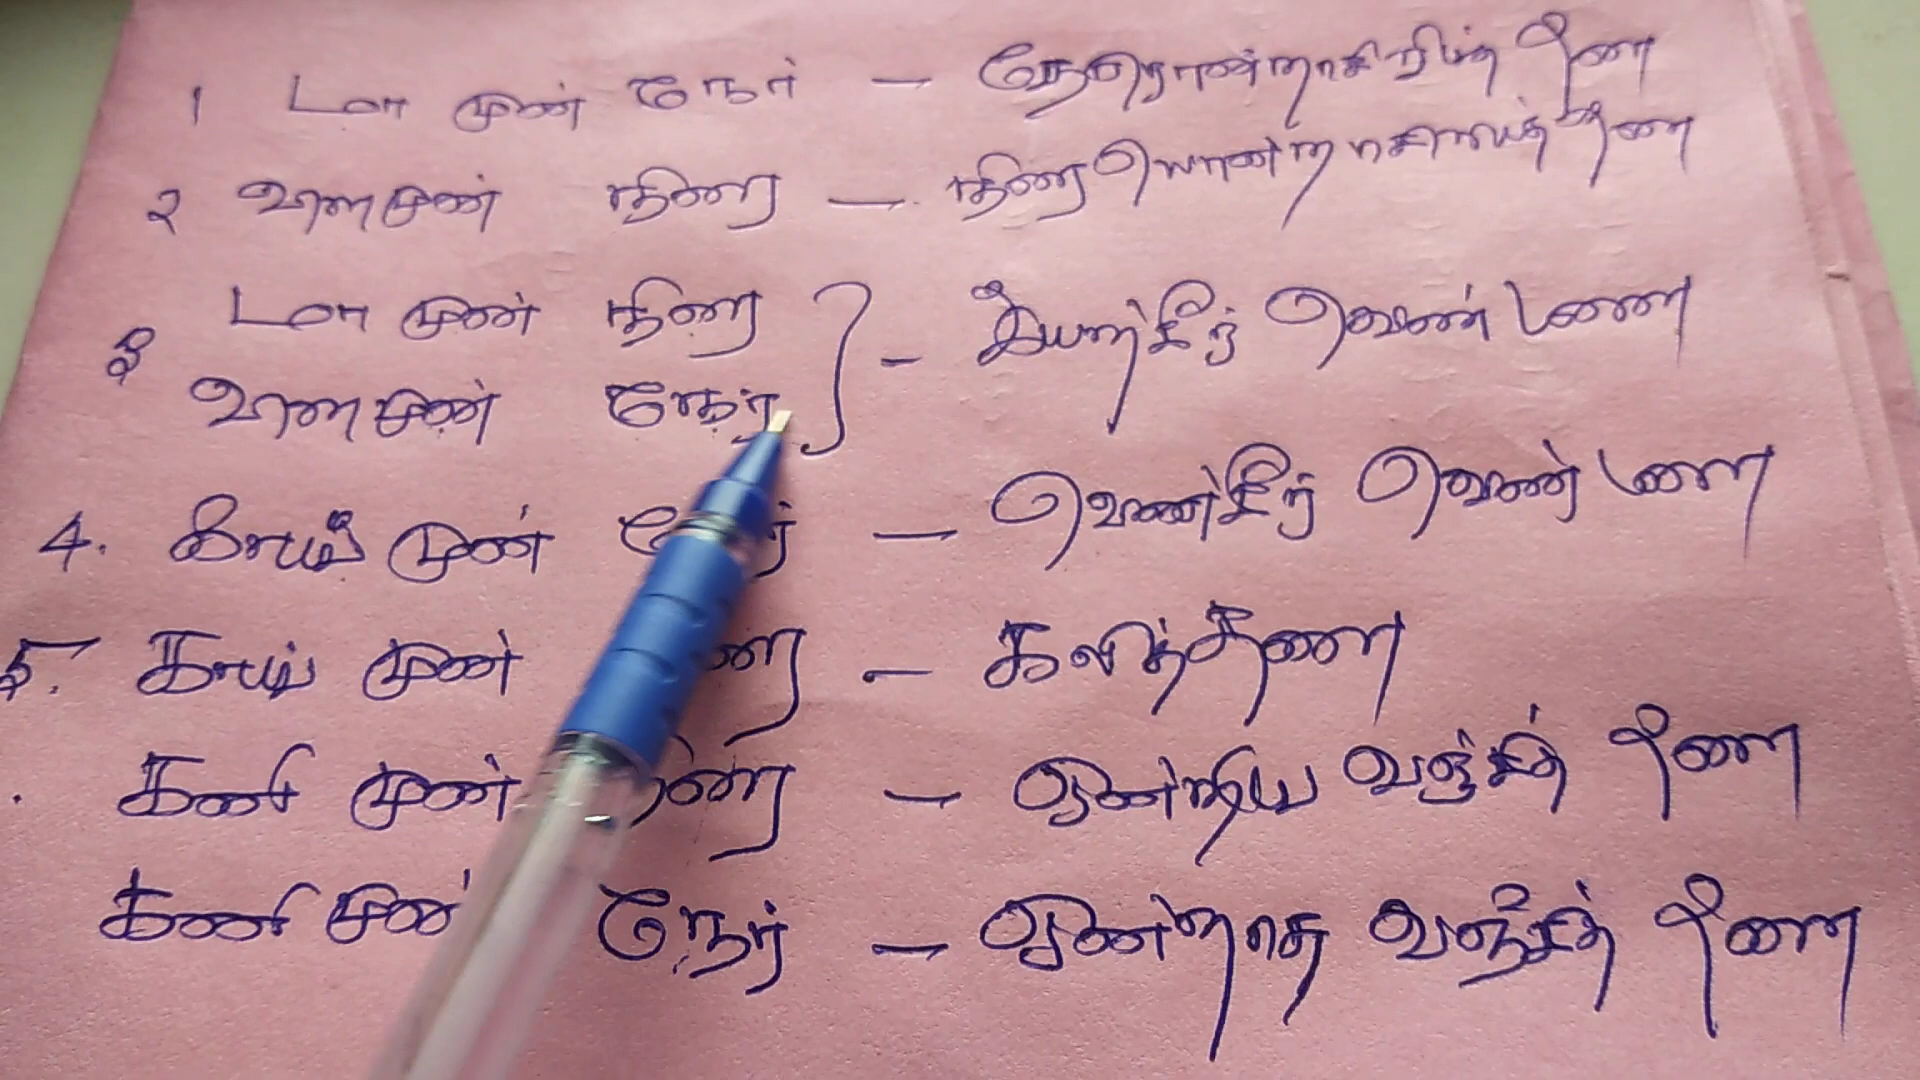 1 மா முன் நேர் – நேரொன்றாசிரியத் தளை
2 விளமுன் நிரை – நிரையொன்றாசிரியத் தளை
3 மா முன் நிரை } – இயற்சீர் வெண்டளை
விளமுன் நேர்
4. காய் முன் – வெண்சீர் வெண்டளை
5. காய் முன் – கலித்தளை
. கனி முன் – ஒன்றிய வஞ்சித் தளை
கனி முன் நேர் – ஒன்றாத வஞ்சித் தளை